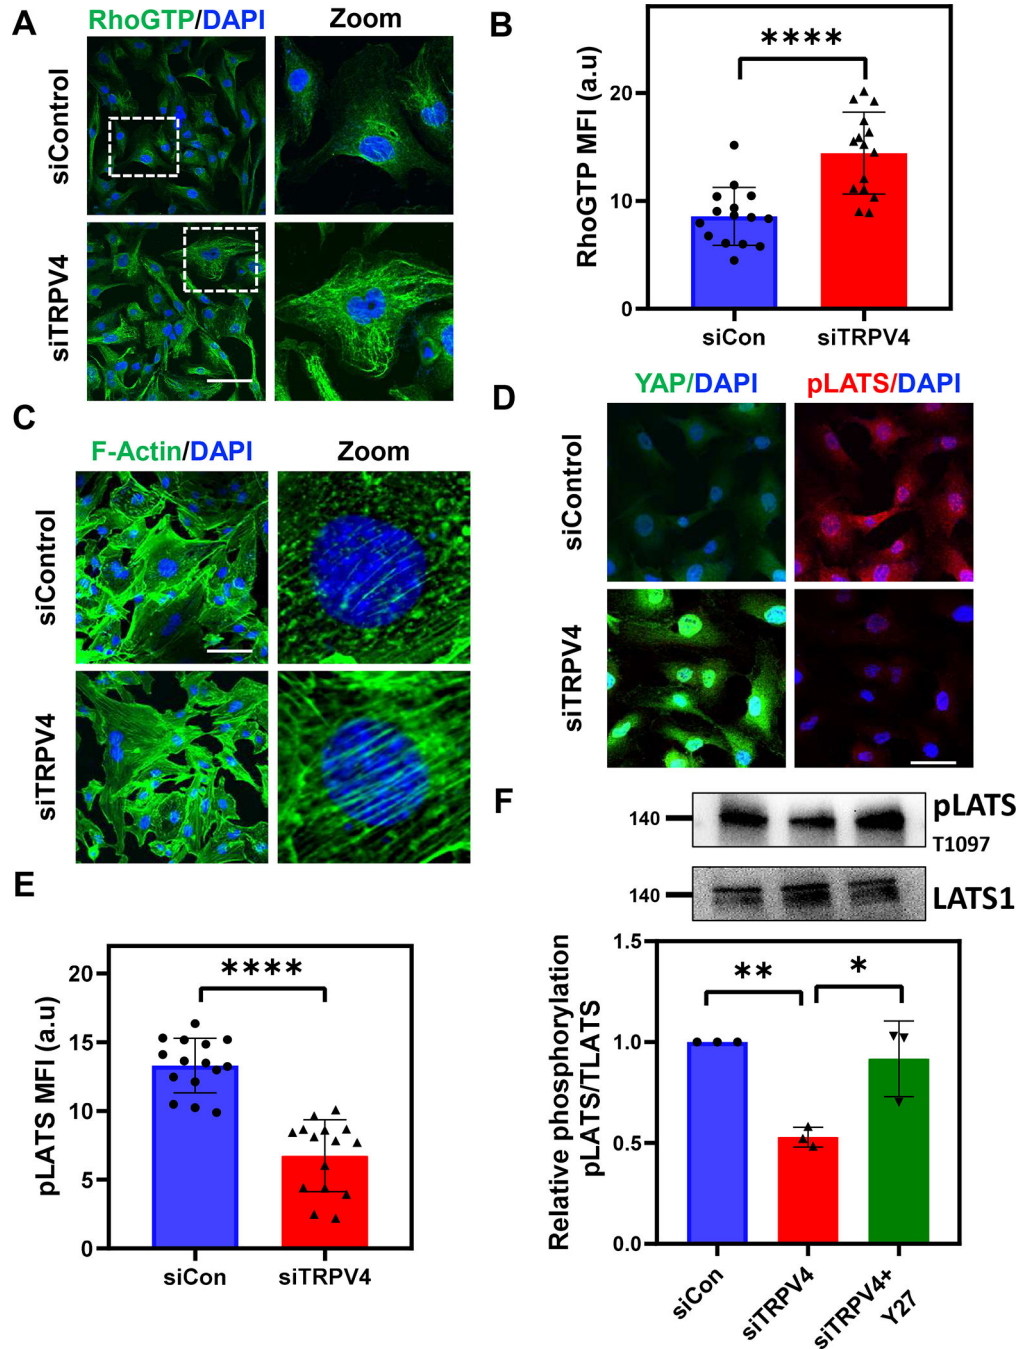 A
RhoGTP/DAPI
Zoom
siControl
siTRPV4
B
RhoGTP MFI (a.u)
20
10
0
****
siCon
siTRPV4
C
F-Actin/DAPI
Zoom
siControl
siTRPV4
D
YAP/DAPI
pLATS/DAPI
siControl
siTRPV4
E
pLATS MFI (a.u)
20
15
10
5
0
****
siCon
siTRPV4
F
140
pLATS
T1097
140
LATS1
Relative phosphorylation
pLATS/TLATS
1.5
1.0
0.5
0.0
**
*
siCon
siTRPV4
siTRPV4+
Y27